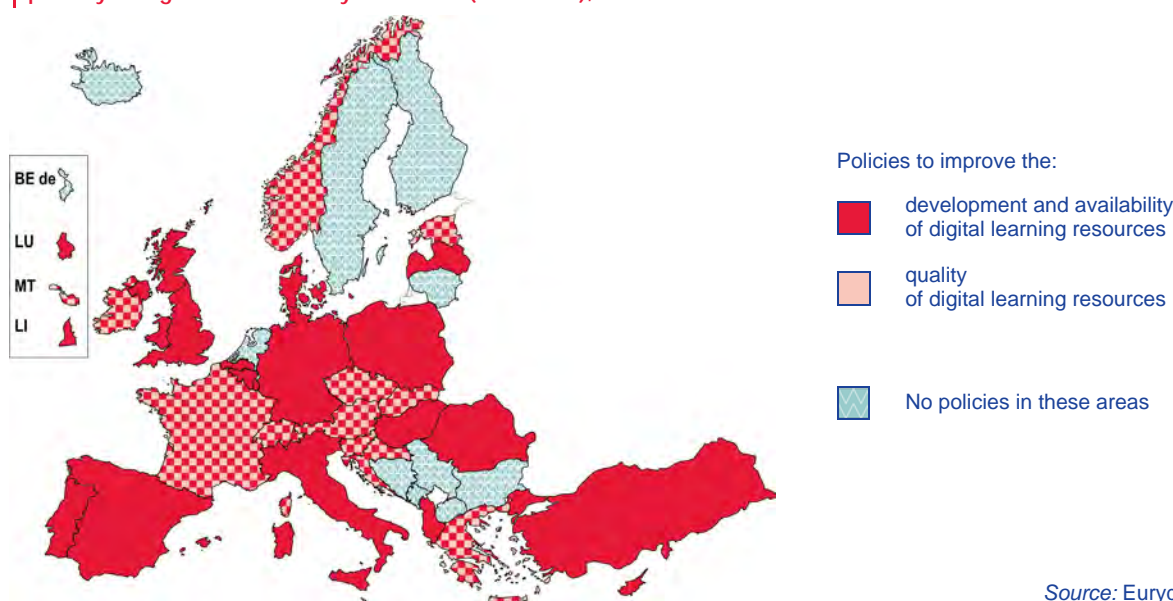 BE de
LU
MT
LI
Policies to improve the:
development and availability
of digital learning resources
quality
of digital learning resources
No policies in these areas
Source: